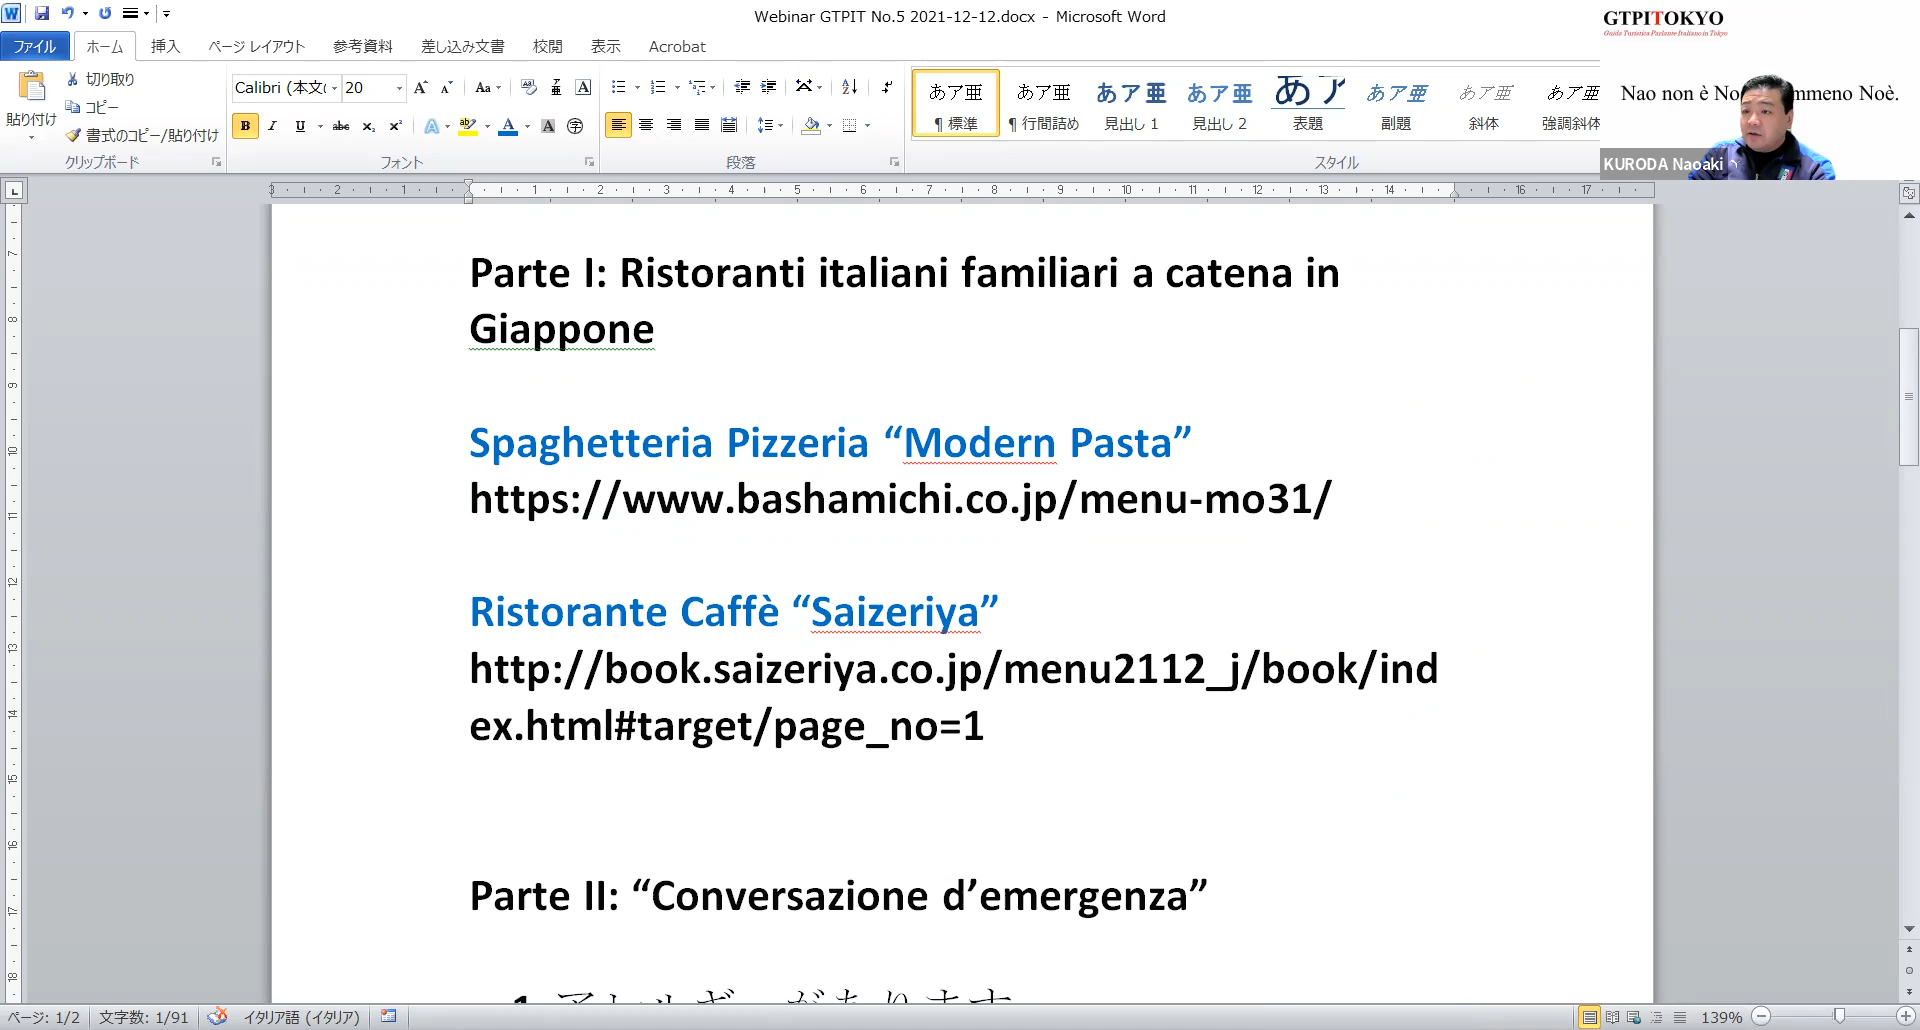 Webinar GTPIT No.5 2021-12-12.docx - Microsoft Word
GTPITOKYO
Guida Turistica Parlante Italiano in Tokyo
ファイル ホーム 挿入 ページ レイアウト 参考資料 差し込み文書 校閲 表示 Acrobat
切り取り
コピー
書式のコピー/貼り付け
貼り付け
クリップボード
Calibri (本文( 20
フォント
段落
あア亜 あア亜 あア亜 あア亜 あア あア亜 あア亜 あア亜
標準 行間詰め 見出し 1 見出し 2 表題 副題 斜体 強調斜体
スタイル
Nao non è No mmeno Noè.
KURODA Naoaki
Parte I: Ristoranti italiani familiari a catena in
Giappone
Spaghetteria Pizzeria “Modern Pasta”
https://www.bashamichi.co.jp/menu-mo31/
Ristorante Caffè “Saizeriya”
http://book.saizeriya.co.jp/menu2112_j/book/ind
ex.html#target/page_no=1
Parte II: “Conversazione d’emergenza”
ページ: 1/2 文字数: 1/91 イタリア語 (イタリア) 139%